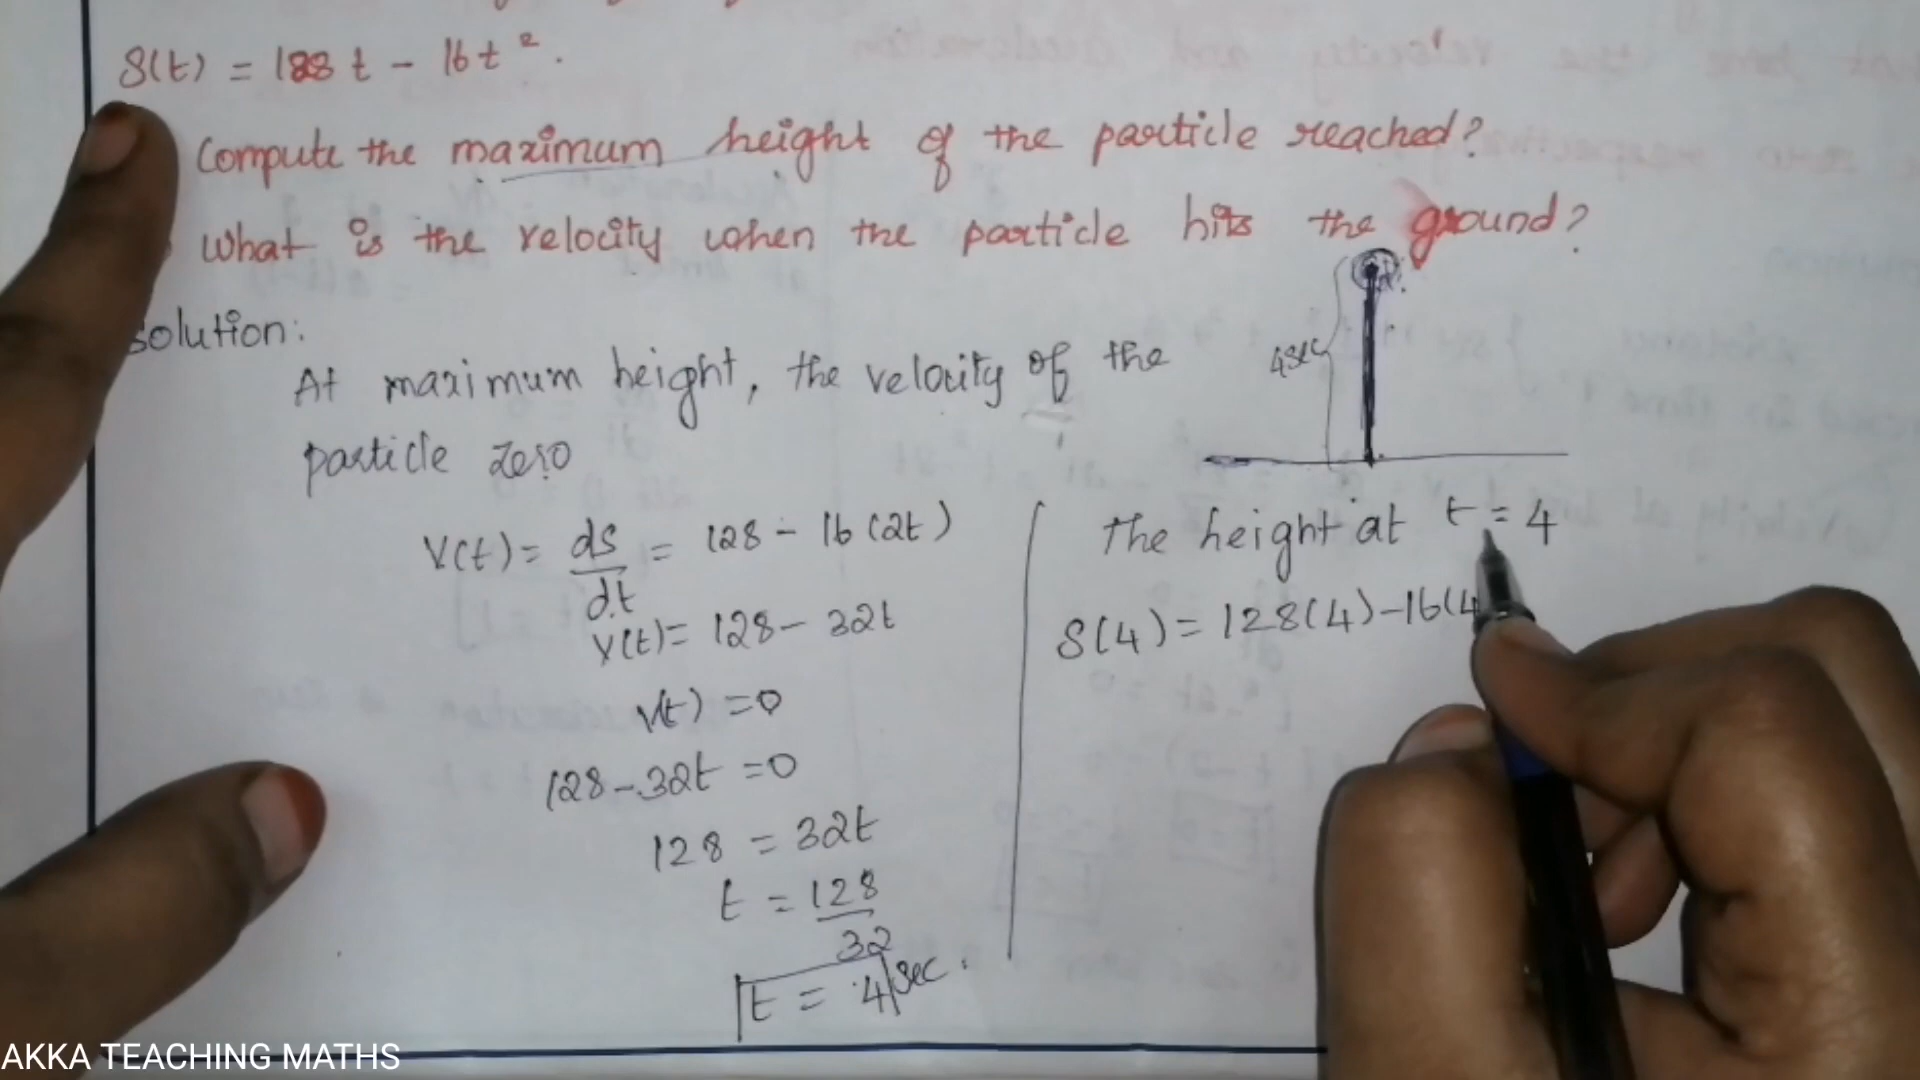 S(t) = 128 t - 16 t².
Compute the maximum height of the particle reached?
What is the velocity when the particle hits the ground?
Solution:
At maximum height, the velocity of the
particle zero
4sec
V(t) = ds/dt = 128 - 16 (2t)
V(t) = 128 - 32t
V(t) = 0
128 - 32t = 0
128 = 32t
t = 128/32
t = 4 sec.
The height at t = 4
S(4) = 128(4) - 16(4
AKKA TEACHING MATHS